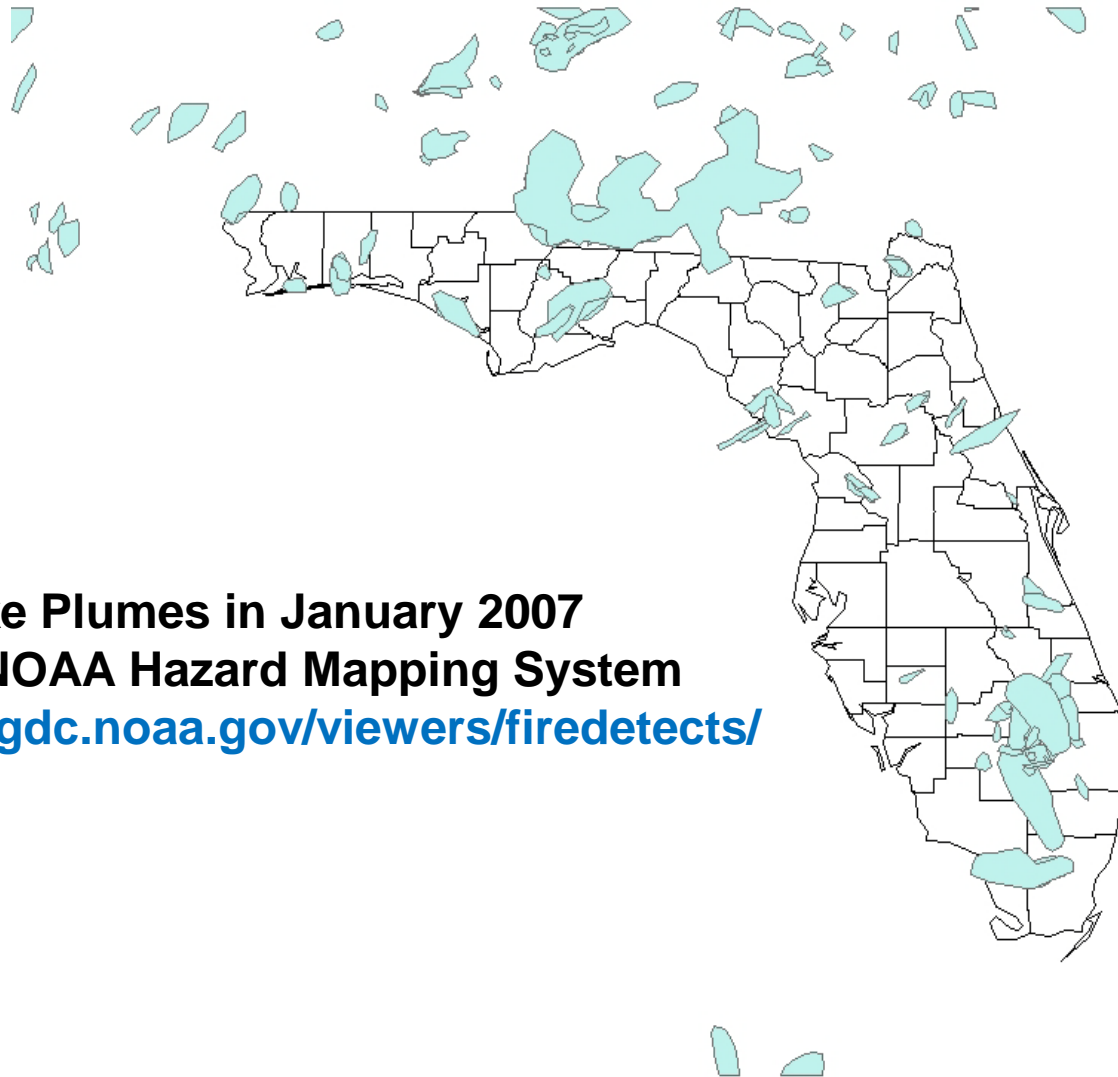 e Plumes in January 2007
NOAA Hazard Mapping System
gdc.noaa.gov/viewers/firedetects/